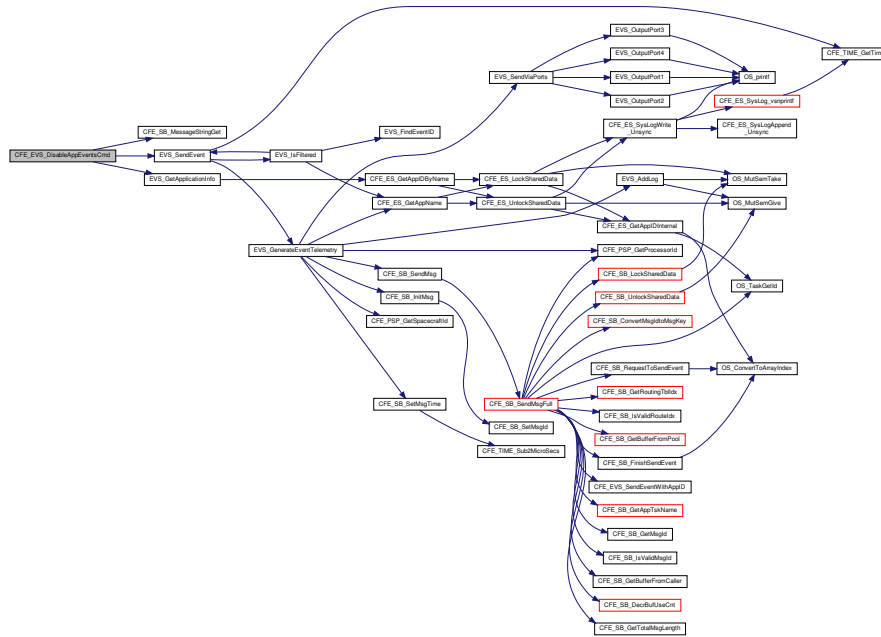 EVS_OutputPort3
EVS_OutputPort4
EVS_SendViaPorts
EVS_OutputPort1
EVS_OutputPort2
OS_printf
CFE_TIME_GetTime
CFE_ES_SysLog_vsnprintf
CFE_SB_MessageStringGet
EVS_FindEventID
CFE_ES_SysLogWrite
_Unsync
CFE_ES_SysLogAppend
_Unsync
CFE_EVS_DisableAppEventsCmd
EVS_SendEvent
EVS_IsFiltered
EVS_GetApplicationInfo
CFE_ES_GetAppIDByName
CFE_ES_LockSharedData
EVS_AddLog
OS_MutSemTake
CFE_ES_GetAppName
CFE_ES_UnlockSharedData
OS_MutSemGive
CFE_ES_GetAppIDInternal
EVS_GenerateEventTelemetry
CFE_PSP_GetProcessorId
CFE_SB_SendMsg
CFE_SB_LockSharedData
OS_TaskGetId
CFE_SB_InitMsg
CFE_SB_UnlockSharedData
CFE_PSP_GetSpacecraftId
CFE_SB_ConvertMsgIdtoMsgKey
CFE_SB_RequestToSendEvent
OS_ConvertToArrayIndex
CFE_SB_GetRoutingTblIdx
CFE_SB_SetMsgTime
CFE_SB_SendMsgFull
CFE_SB_IsValidRouteIdx
CFE_SB_SetMsgId
CFE_SB_GetBufferFromPool
CFE_TIME_Sub2MicroSecs
CFE_SB_FinishSendEvent
CFE_EVS_SendEventWithAppID
CFE_SB_GetAppTskName
CFE_SB_GetMsgId
CFE_SB_IsValidMsgId
CFE_SB_GetBufferFromCaller
CFE_SB_DecrBufUseCnt
CFE_SB_GetTotalMsgLength